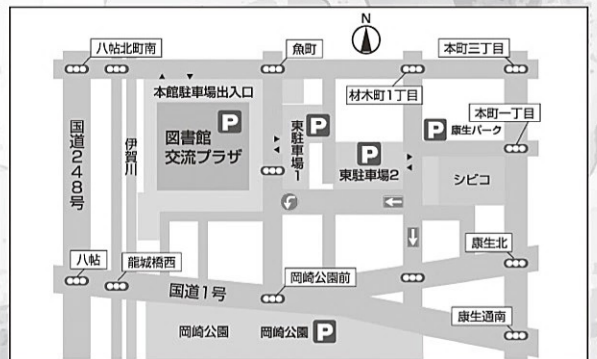 N
八帖北町南
魚町
本町三丁目
本館駐車場出入口
材木町1丁目
本町一丁目
国道248号
伊賀川
図書館
交流プラザ
P
東駐車場1
P
P
東駐車場2
P 康生パーク
シビコ
八帖
龍城橋西
国道1号
岡崎公園前
康生北
康生通南
岡崎公園
岡崎公園 P